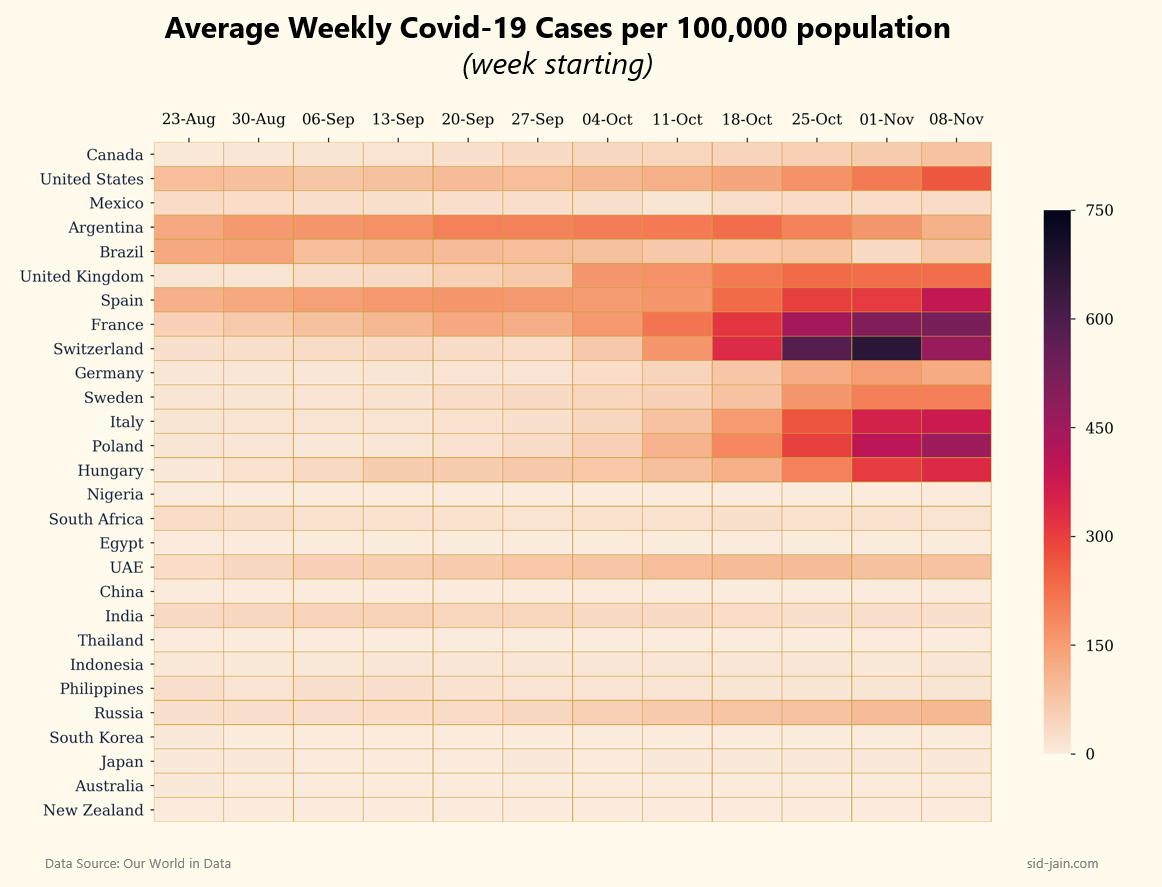 Average Weekly Covid-19 Cases per 100,000 population
(week starting)
23-Aug 30-Aug 06-Sep 13-Sep 20-Sep 27-Sep 04-Oct 11-Oct 18-Oct 25-Oct 01-Nov 08-Nov
Canada
United States
Mexico
Argentina
Brazil
United Kingdom
Spain
France
Switzerland
Germany
Sweden
Italy
Poland
Hungary
Nigeria
South Africa
Egypt
UAE
China
India
Thailand
Indonesia
Philippines
Russia
South Korea
Japan
Australia
New Zealand
750
600
450
300
150
0
Data Source: Our World in Data
sid-jain.com